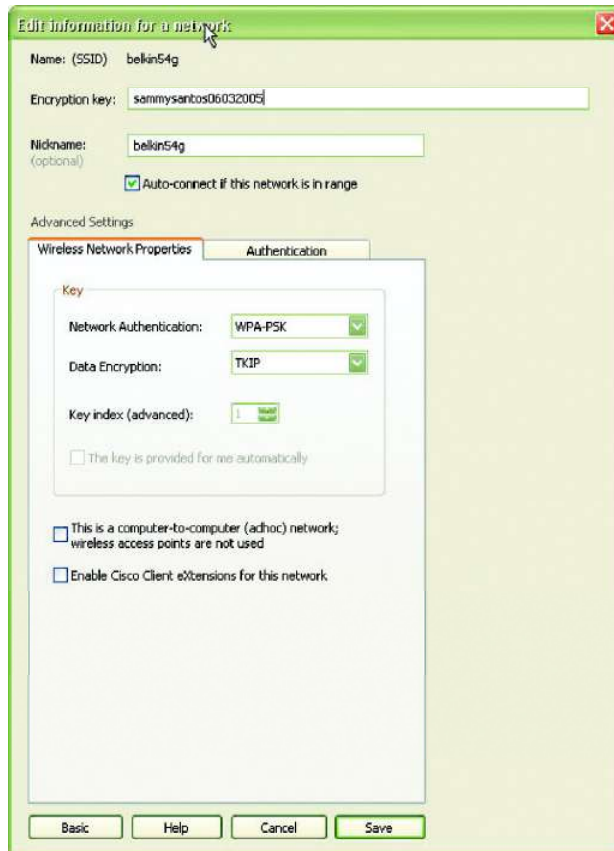 Edit information for a network
Name: (SSID) belkin54g
Encryption key: sammysantos06032005
Nickname: belkin54g
(optional)
Auto-connect if this network is in range
Advanced Settings
Wireless Network Properties Authentication
Key
Network Authentication: WPA-PSK
Data Encryption: TKIP
Key index (advanced): 1
The key is provided for me automatically
This is a computer-to-computer (adhoc) network;
wireless access points are not used
Enable Cisco Client eXtensions for this network
Basic Help Cancel Save